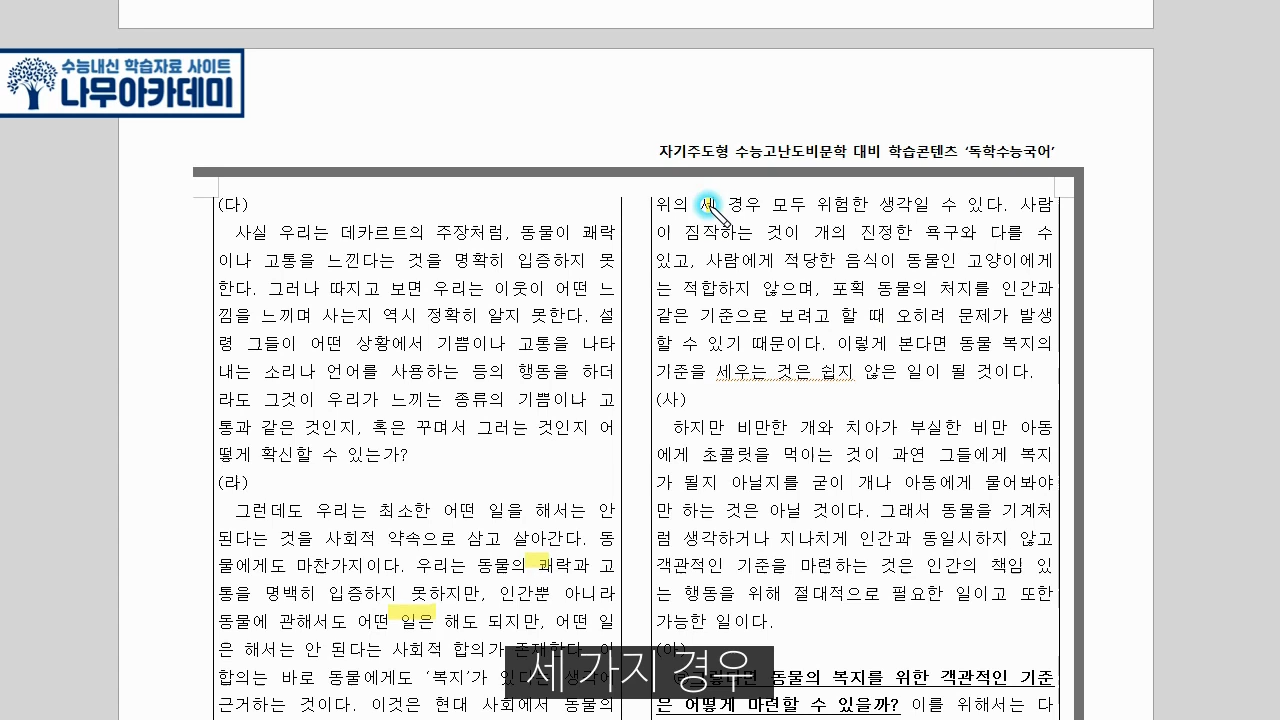 수능내신 학습자료 사이트
나무아카데미
자기주도형 수능고난도비문학 대비 학습콘텐츠 ‘독학수능국어’
(다)
사실 우리는 데카르트의 주장처럼, 동물이 쾌락
이나 고통을 느낀다는 것을 명확히 입증하지 못
한다. 그러나 따지고 보면 우리는 이웃이 어떤 느
낌을 느끼며 사는지 역시 정확히 알지 못한다. 설
령 그들이 어떤 상황에서 기쁨이나 고통을 나타
내는 소리나 언어를 사용하는 등의 행동을 하더
라도 그것이 우리가 느끼는 종류의 기쁨이나 고
통과 같은 것인지, 혹은 꾸며서 그러는 것인지 어
떻게 확신할 수 있는가?
(라)
그런데도 우리는 최소한 어떤 일을 해서는 안
된다는 것을 사회적 약속으로 삼고 살아간다. 동
물에게도 마찬가지이다. 우리는 동물의 쾌락과 고
통을 명백히 입증하지 못하지만, 인간뿐 아니라
동물에 관해서도 어떤 일은 해도 되지만, 어떤 일
은 해서는 안 된다는 사회적 합의가 존재한다. 이
합의는 바로 동물에게도 ‘복지’가 있다는 생각에
근거하는 것이다. 이것은 현대 사회에서 동물의
위의 세 경우 모두 위험한 생각일 수 있다. 사람
이 짐작하는 것이 개의 진정한 욕구와 다를 수
있고, 사람에게 적당한 음식이 동물인 고양이에게
는 적합하지 않으며, 포획 동물의 처지를 인간과
같은 기준으로 보려고 할 때 오히려 문제가 발생
할 수 있기 때문이다. 이렇게 본다면 동물 복지의
기준을 세우는 것은 쉽지 않은 일이 될 것이다.
(사)
하지만 비만한 개와 치아가 부실한 비만 아동
에게 초콜릿을 먹이는 것이 과연 그들에게 복지
가 될지 아닐지를 굳이 개나 아동에게 물어봐야
만 하는 것은 아닐 것이다. 그래서 동물을 기계처
럼 생각하거나 지나치게 인간과 동일시하지 않고
객관적인 기준을 마련하는 것은 인간의 책임 있
는 행동을 위해 절대적으로 필요한 일이고 또한
가능한 일이다.
(아)
그렇다면 동물의 복지를 위한 객관적인 기준
은 어떻게 마련할 수 있을까? 이를 위해서는 다
세 가지 경우